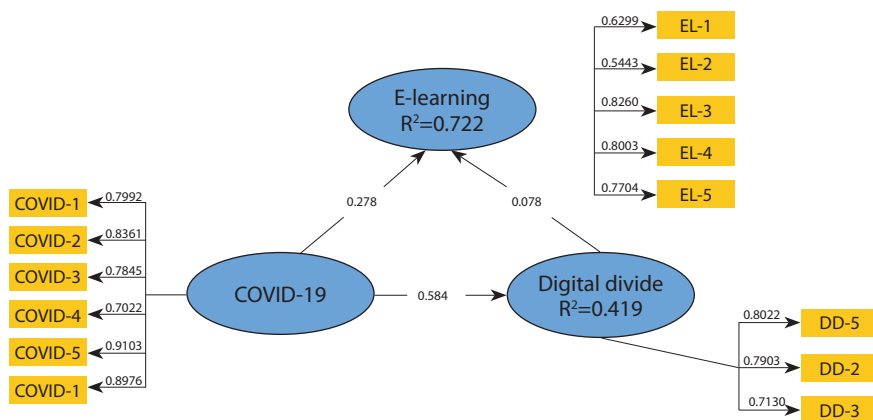 0.6299
EL-1
0.5443
EL-2
E-learning
R²=0.722
0.8260
EL-3
0.8003
EL-4
0.7704
EL-5
0.278
0.078
COVID-1
0.7992
COVID-2
0.8361
COVID-3
0.7845
COVID-4
0.7022
COVID-5
0.9103
COVID-1
0.8976
COVID-19
0.584
Digital divide
R²=0.419
0.8022
DD-5
0.7903
DD-2
0.7130
DD-3